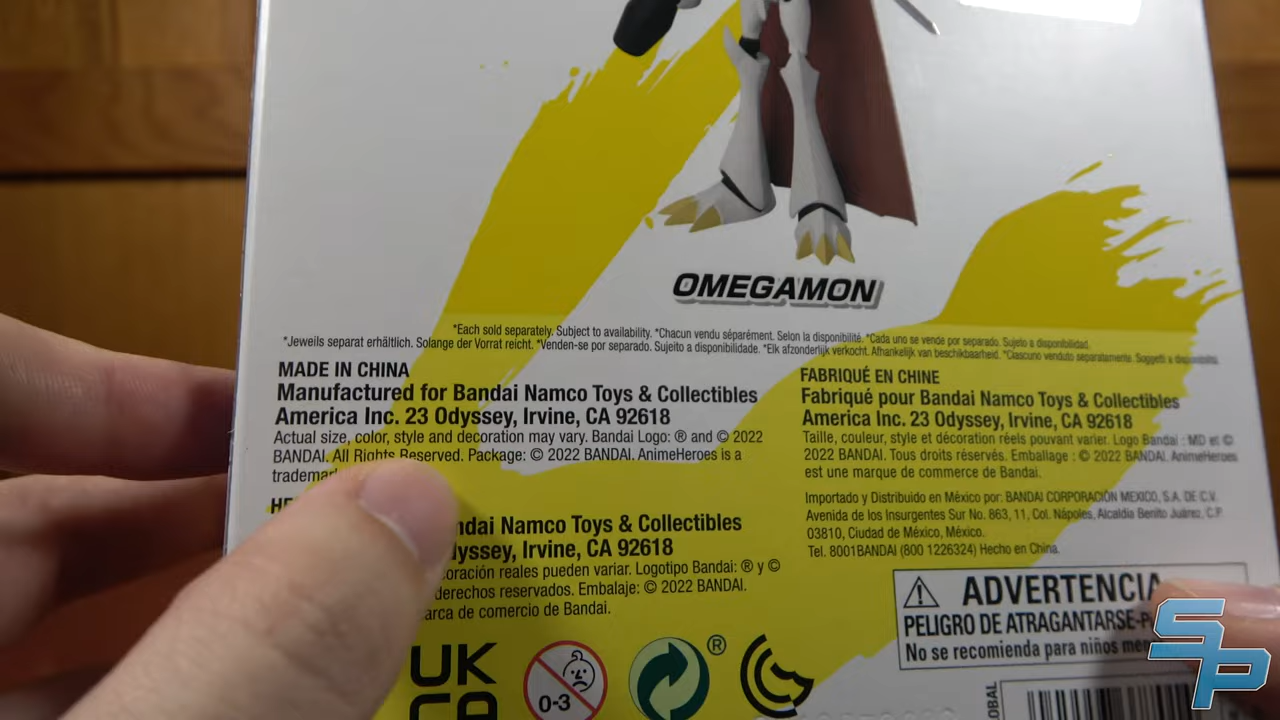 OMEGAMON
*Each sold separately. Subject to availability. *Chacun vendu séparément. Selon la disponibilité. *Cada uno se vende por separado. Sujeto a disponibilidad.
*Jeweils separat erhältlich. Solange der Vorrat reicht. *Venden-se por separado. Sujeito a disponibilidade. *Elk afzonderlijk verkocht. Afhankelijk van beschikbaarheid. *Ciascuno venduto separatamente. Soggetti a disponibilità.
MADE IN CHINA
Manufactured for Bandai Namco Toys & Collectibles
America Inc. 23 Odyssey, Irvine, CA 92618
Actual size, color, style and decoration may vary. Bandai Logo: ® and © 2022
BANDAI. All Rights Reserved. Package: © 2022 BANDAI. AnimeHeroes is a
FABRIQUÉ EN CHINE
Fabriqué pour Bandai Namco Toys & Collectibles
America Inc. 23 Odyssey, Irvine, CA 92618
Taille, couleur, style et décoration réels pouvant varier. Logo Bandai : MD et ©
2022 BANDAI. Tous droits réservés. Emballage : © 2022 BANDAI. AnimeHeroes
est une marque de commerce de Bandai.
Namco Toys & Collectibles
Irvine, CA 92618
reales pueden variar. Logotipo Bandai: ® y ©
derechos reservados. Embalaje: © 2022 BANDAI.
de comercio de Bandai.
Importado y Distribuido en México por: BANDAI CORPORACIÓN MEXICO, S.A. DE C.V.
Avenida de los Insurgentes Sur No. 863, 11, Col. Nápoles, Alcaldía Benito Juárez, C.P.
03810, Ciudad de México, México.
Tel. 8001BANDAI (800 1226324) Hecho en China.
ADVERTENCIA
PELIGRO DE ATRAGANTARSE-
No se recomienda para niños
UK
CA
0-3
®
SP